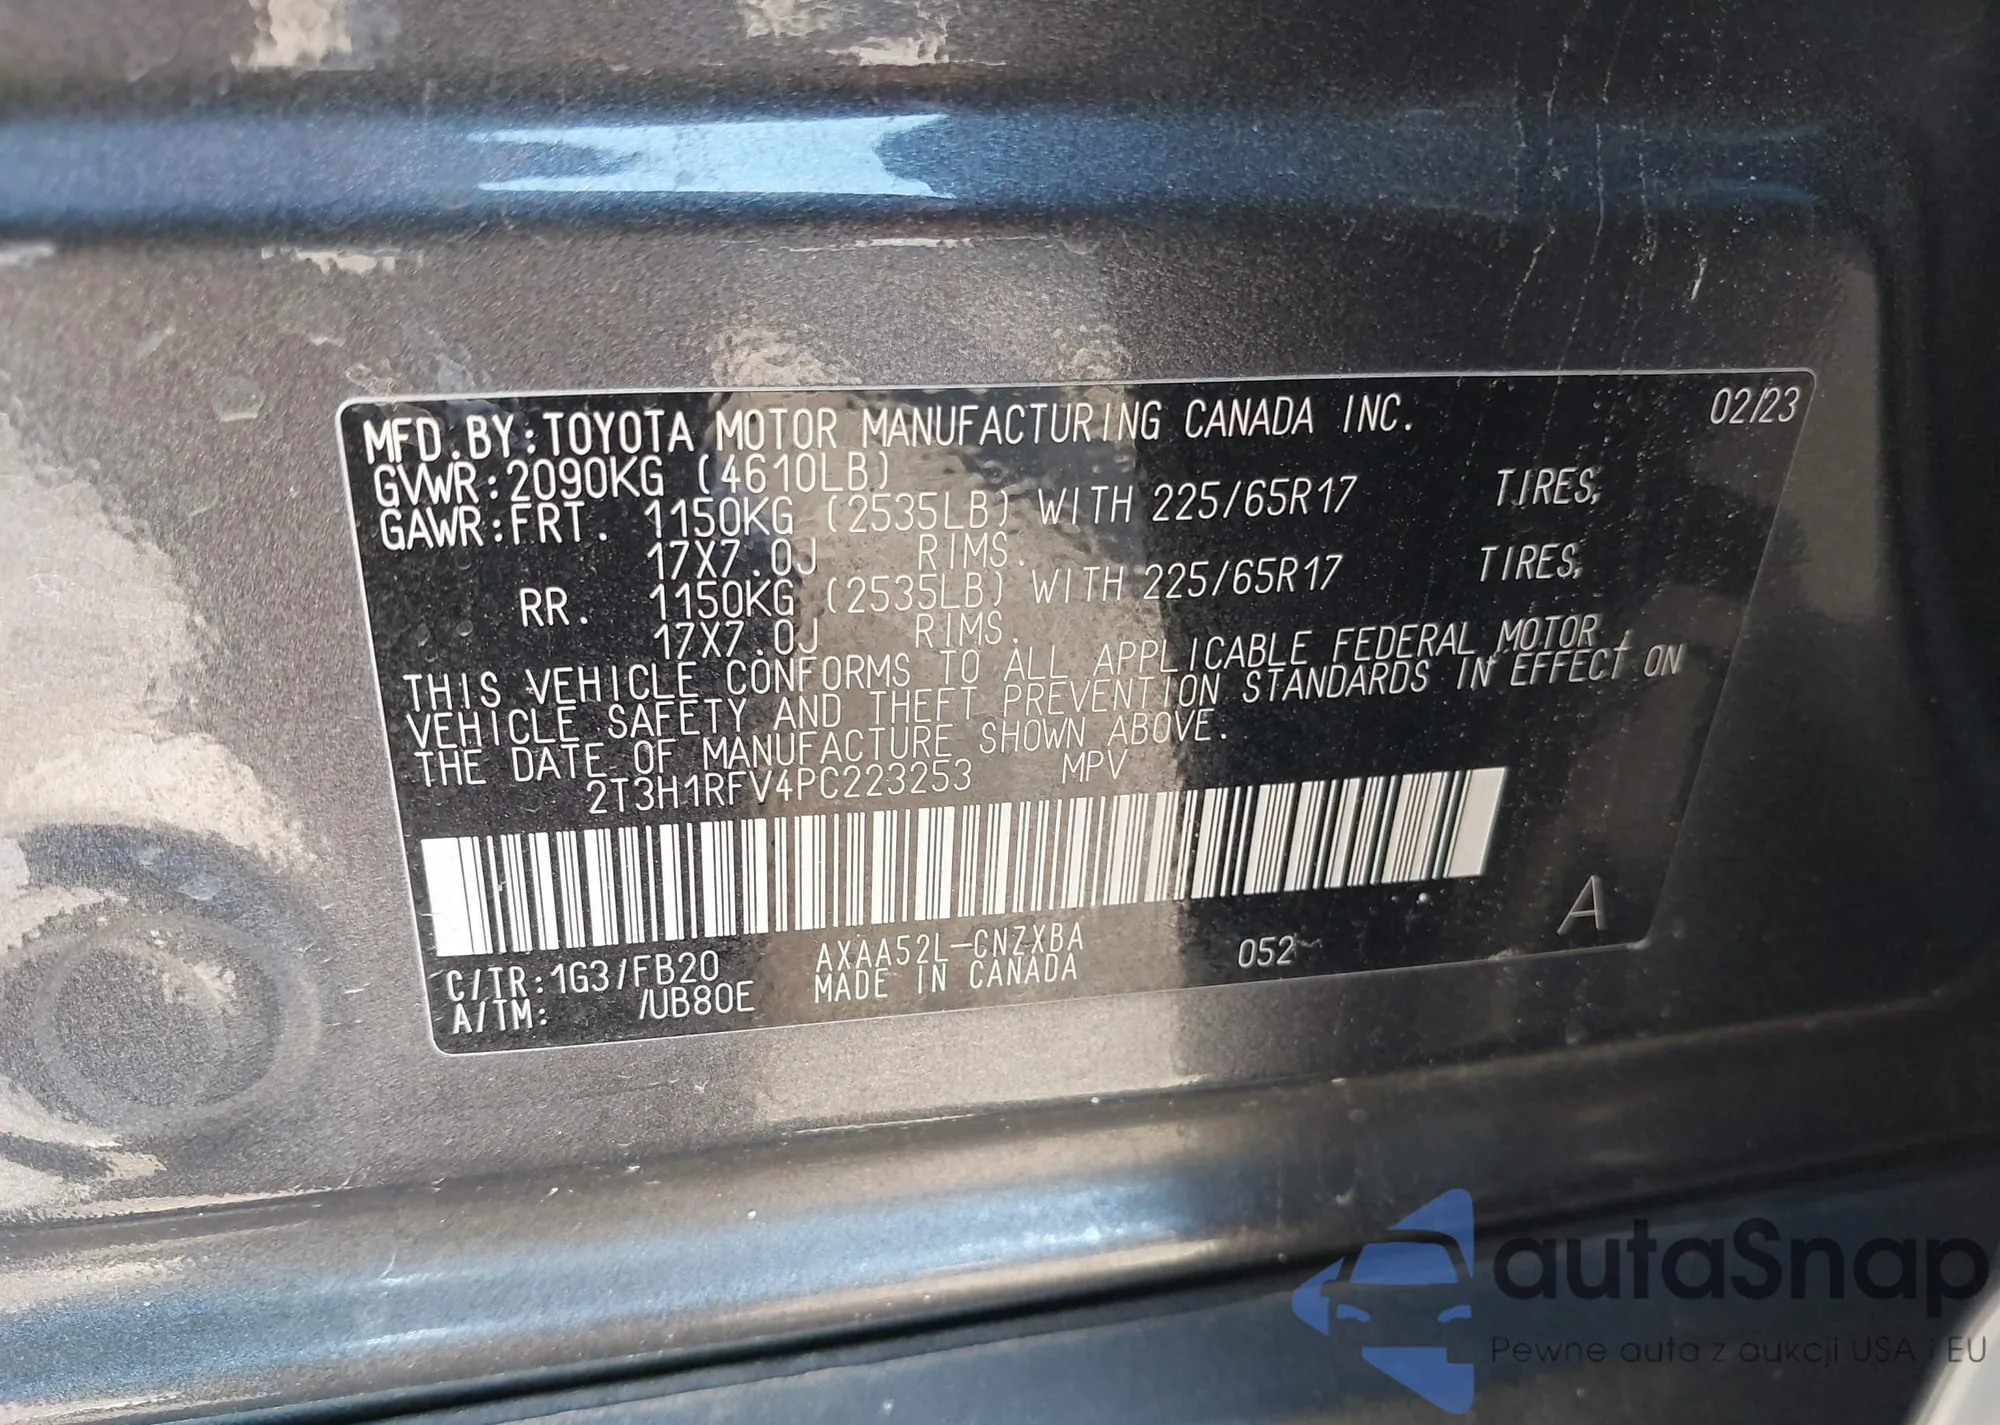 MFD.BY:TOYOTA MOTOR MANUFACTURING CANADA INC. 02/23
GVWR:2090KG (4610LB)
GAWR:FRT. 1150KG (2535LB) WITH 225/65R17 TIRES,
17X7.0J RIMS.
RR. 1150KG (2535LB) WITH 225/65R17 TIRES,
17X7.0J RIMS.
THIS VEHICLE CONFORMS TO ALL APPLICABLE FEDERAL MOTOR
VEHICLE SAFETY AND THEFT PREVENTION STANDARDS IN EFFECT ON
THE DATE OF MANUFACTURE SHOWN ABOVE.
2T3H1RFV4PC223253 MPV
A
C/TR:1G3/FB20 AXAA52L-CNZXBA 052
A/TM: /UB80E MADE IN CANADA
autaSnap
Pewne auta z aukcji USA i EU